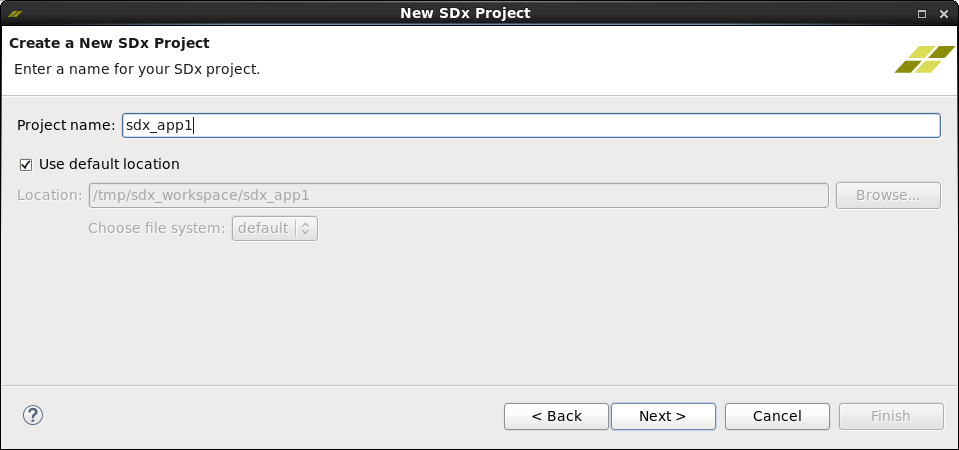 New SDx Project
Create a New SDx Project
Enter a name for your SDx project.
Project name: sdx_app1
Use default location
Location: /tmp/sdx_workspace/sdx_app1 Browse...
Choose file system: default
? < Back Next > Cancel Finish